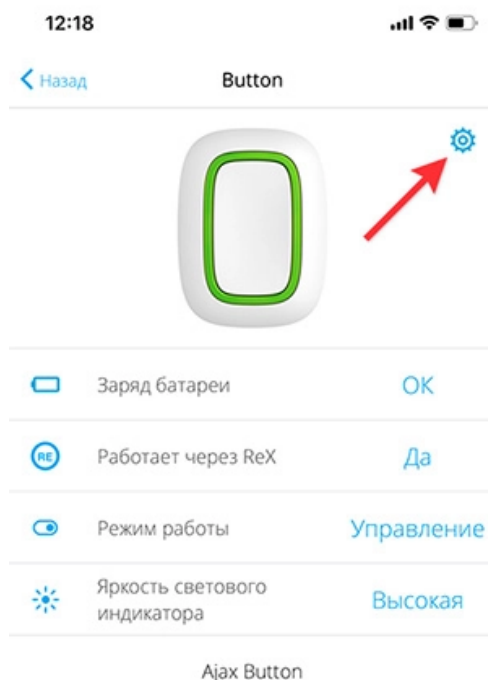 12:18
Назад
Button
Заряд батареи
OK
RE
Работает через ReX
Да
Режим работы
Управление
Яркость светового
индикатора
Высокая
Ajax Button